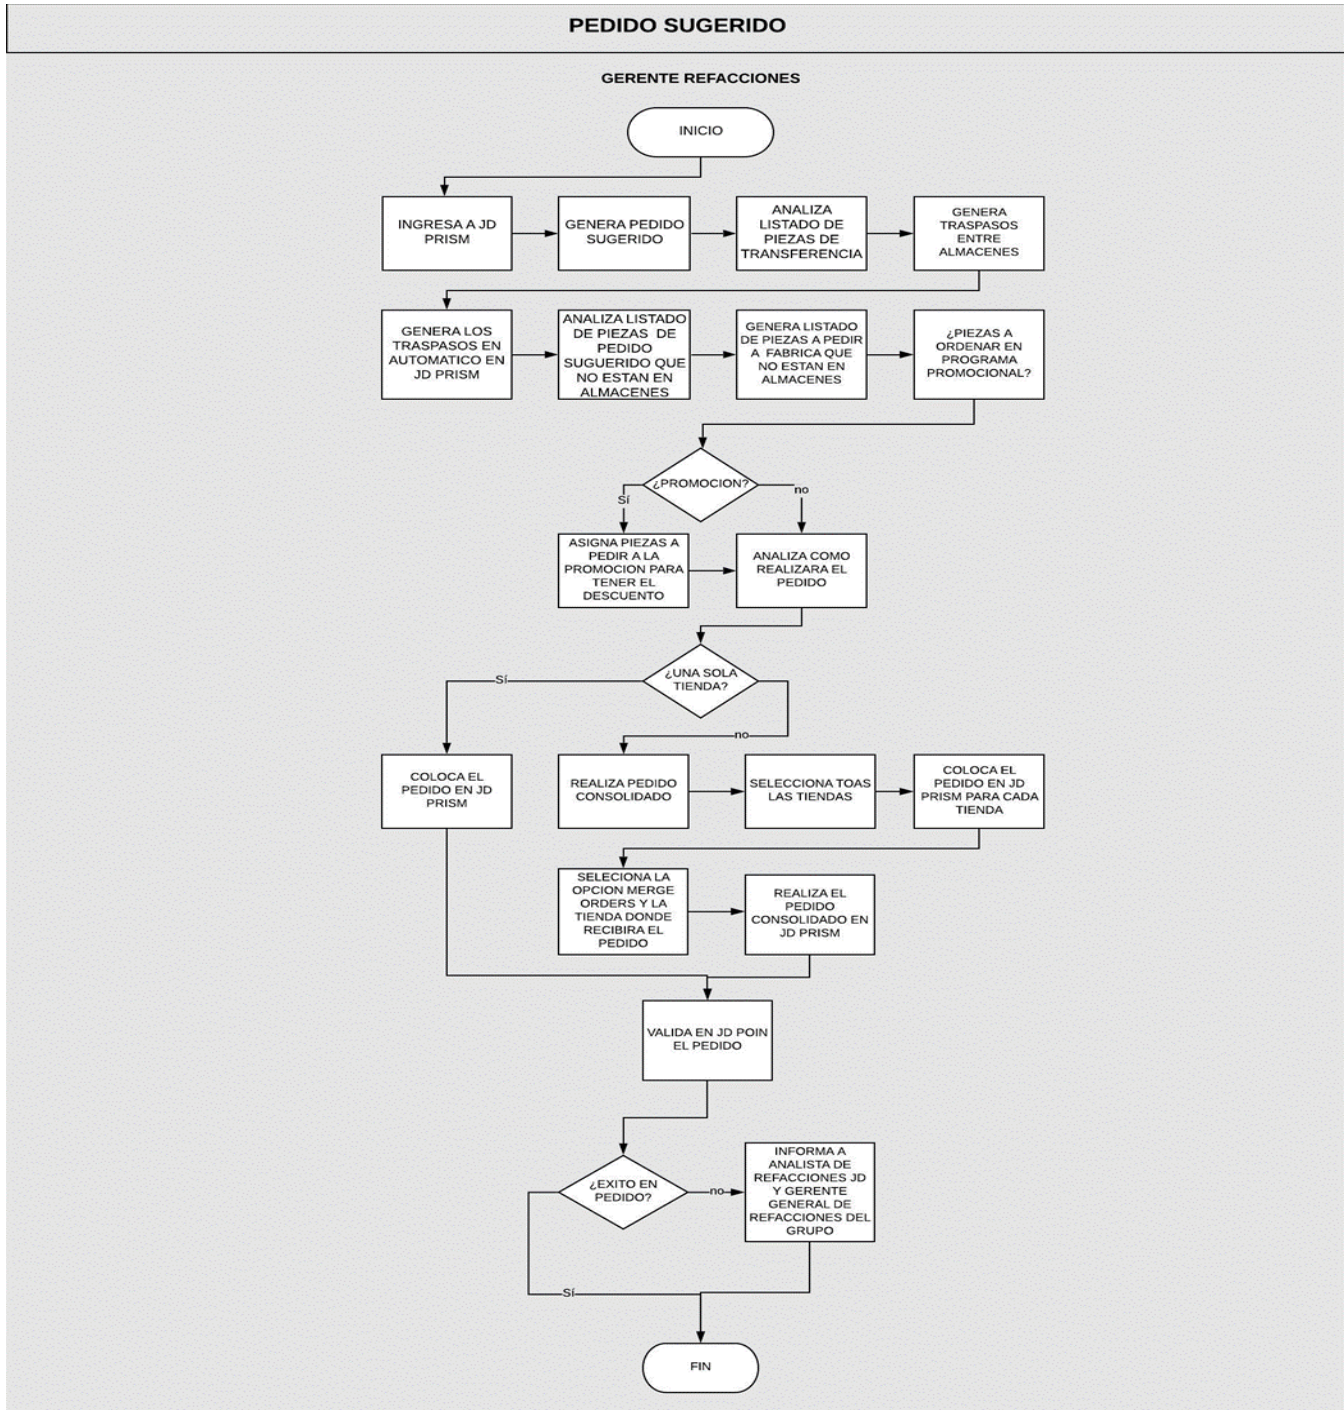 PEDIDO SUGERIDO
GERENTE REFACCIONES
INICIO
INGRESA A JD
PRISM
GENERA PEDIDO
SUGERIDO
ANALIZA
LISTADO DE
PIEZAS DE
TRANSFERENCIA
GENERA
TRASPASOS
ENTRE
ALMACENES
GENERA LOS
TRASPASOS EN
AUTOMATICO EN
JD PRISM
ANALIZA LISTADO
DE PIEZAS DE
PEDIDO
SUGUERIDO QUE
NO ESTAN EN
ALMACENES
GENERA LISTADO
DE PIEZAS A PEDIR
A FABRICA QUE
NO ESTAN EN
ALMACENES
¿PIEZAS A
ORDENAR EN
PROGRAMA
PROMOCIONAL?
¿PROMOCION?
Sí
no
ASIGNA PIEZAS A
PEDIR A LA
PROMOCION PARA
TENER EL
DESCUENTO
ANALIZA COMO
REALIZARA EL
PEDIDO
¿UNA SOLA
TIENDA?
Sí
no
COLOCA EL
PEDIDO EN JD
PRISM
REALIZA PEDIDO
CONSOLIDADO
SELECCIONA TOAS
LAS TIENDAS
COLOCA EL
PEDIDO EN JD
PRISM PARA CADA
TIENDA
SELECIONA LA
OPCION MERGE
ORDERS Y LA
TIENDA DONDE
RECIBIRA EL
PEDIDO
REALIZA EL
PEDIDO
CONSOLIDADO EN
JD PRISM
VALIDA EN JD POIN
EL PEDIDO
¿EXITO EN
PEDIDO?
no
INFORMA A
ANALISTA DE
REFACCIONES JD
Y GERENTE
GENERAL DE
REFACCIONES DEL
GRUPO
Sí
FIN